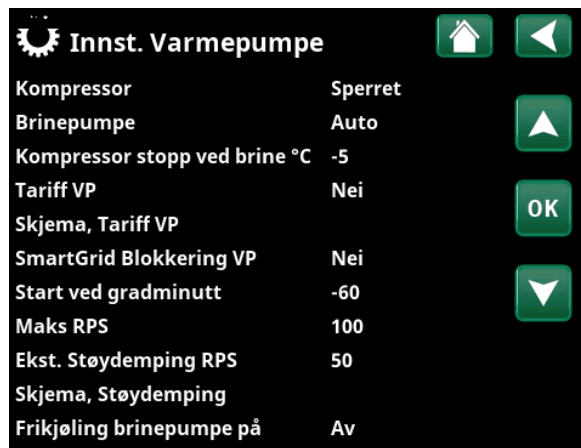 Innst. Varmepumpe
Kompressor Sperret
Brinepumpe Auto
Kompressor stopp ved brine °C -5
Tariff VP Nei
Skjema, Tariff VP
OK
SmartGrid Blokkering VP Nei
Start ved gradminutt -60
Maks RPS 100
Ekst. Støydemping RPS 50
Skjema, Støydemping
Frikjøling brinepumpe på Av